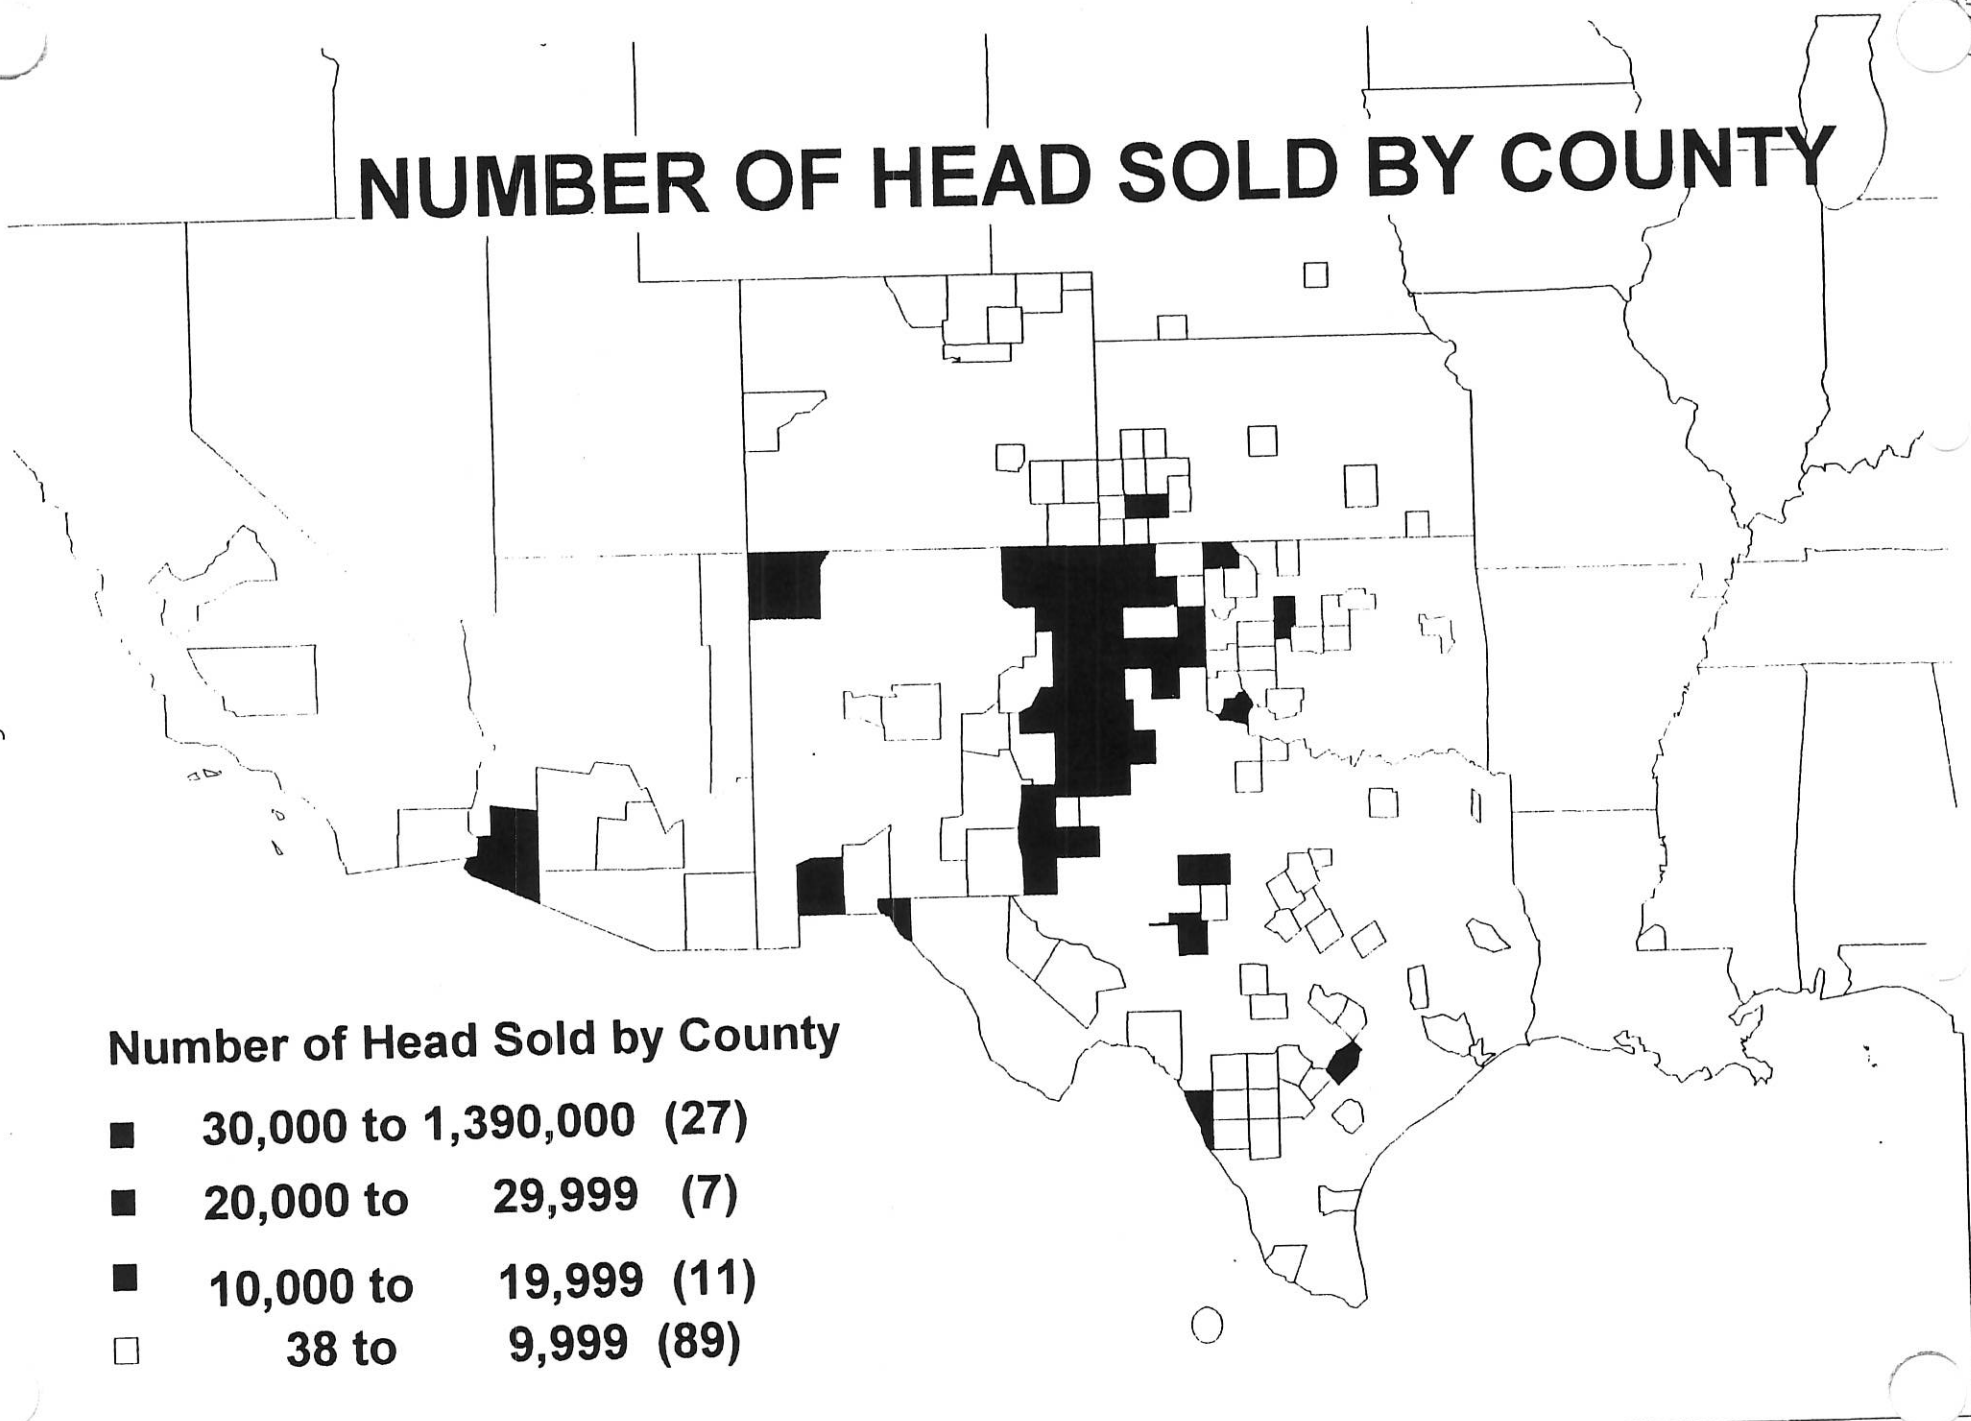 NUMBER OF HEAD SOLD BY COUNTY
Number of Head Sold by County
30,000 to 1,390,000 (27)
20,000 to 29,999 (7)
10,000 to 19,999 (11)
38 to 9,999 (89)